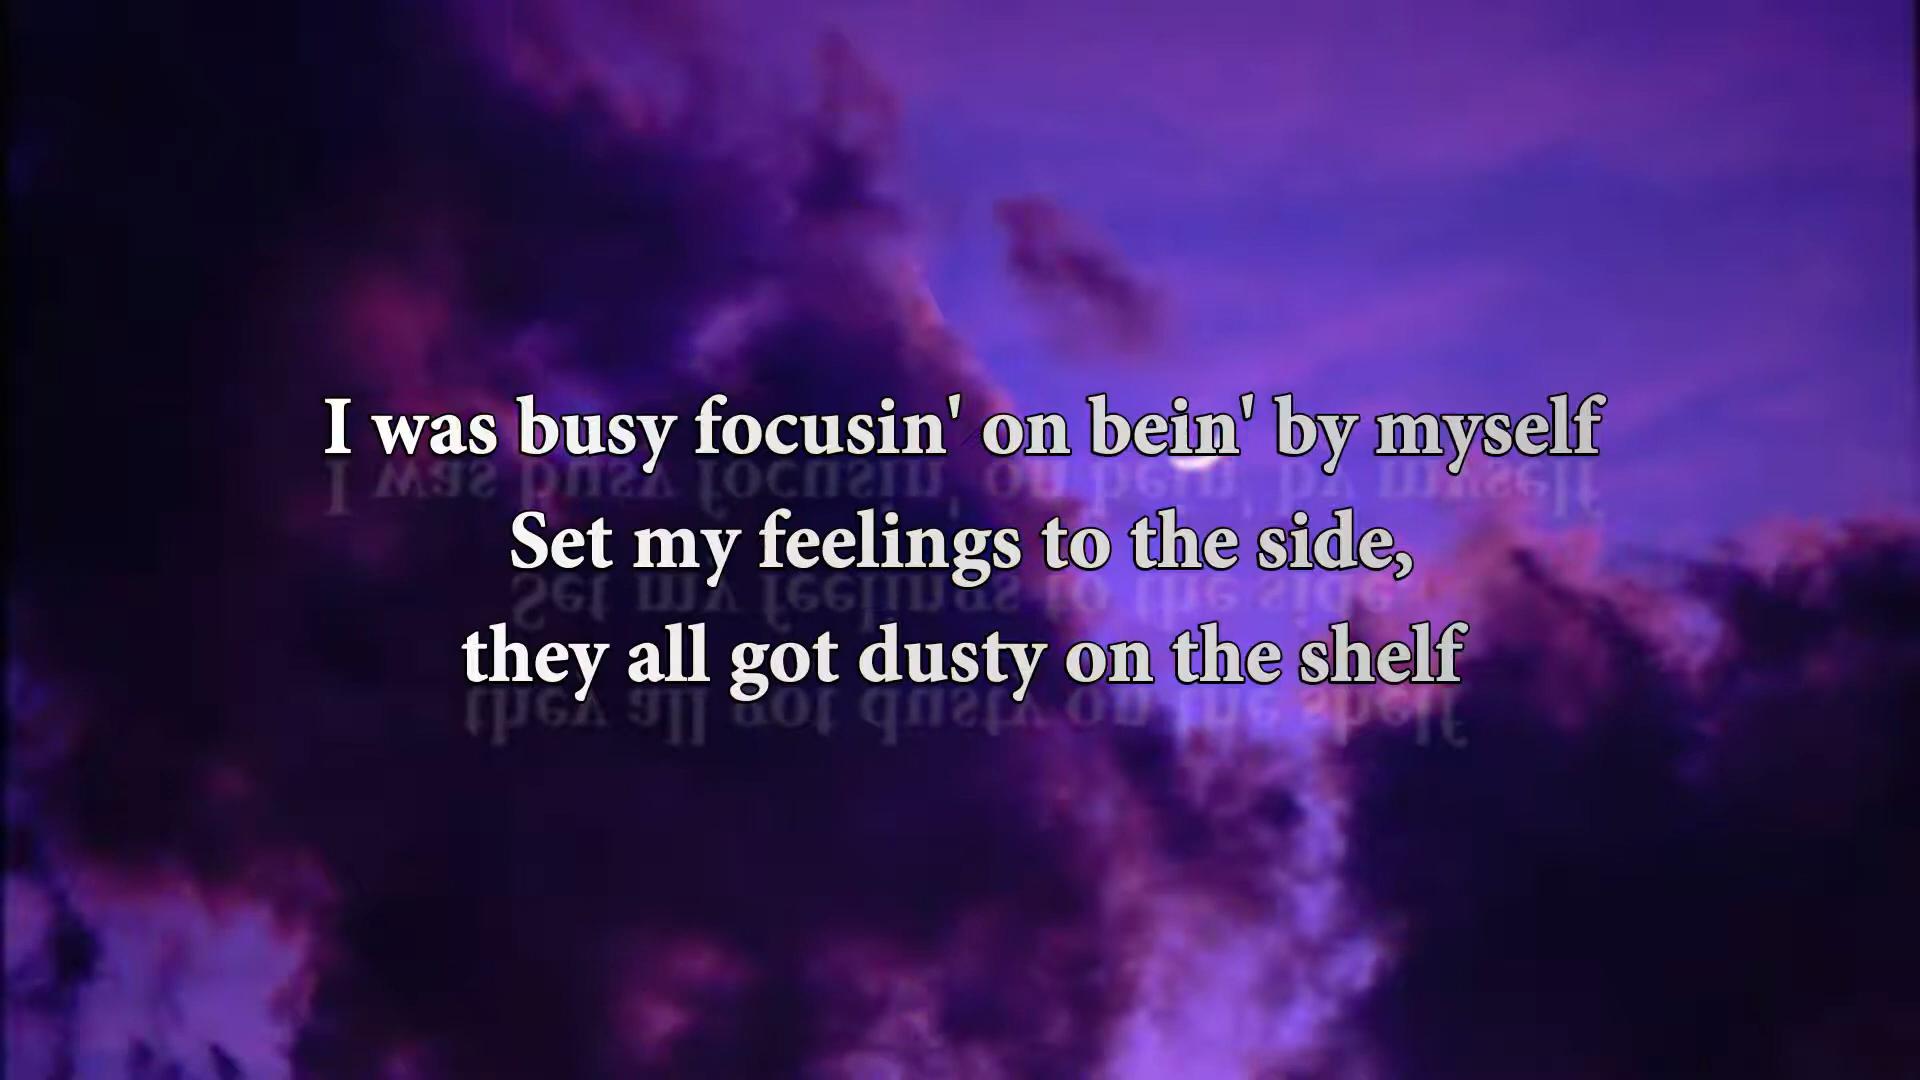 I was busy focusin' on bein' by myself
Set my feelings to the side,
they all got dusty on the shelf